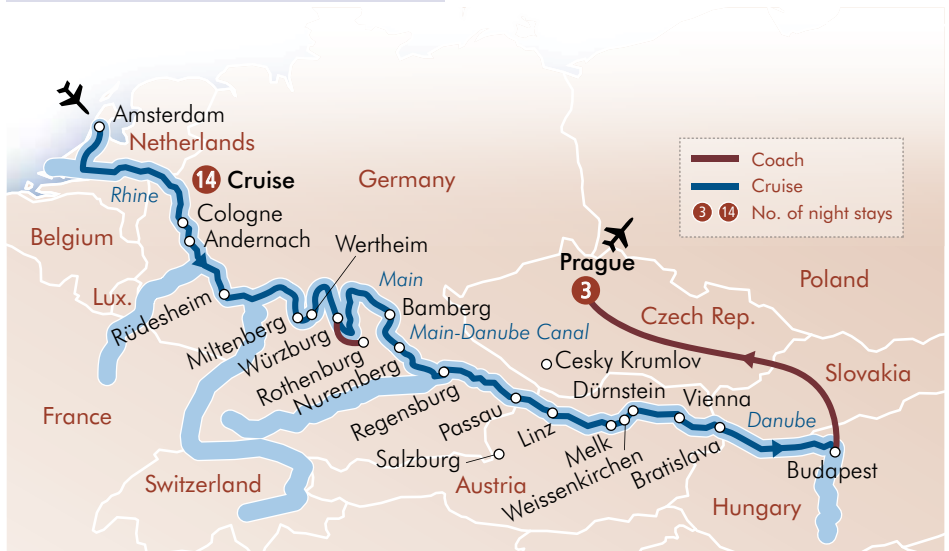 Amsterdam
Netherlands
14 Cruise
Rhine
Germany
Coach
Cruise
3 14 No. of night stays
Cologne
Andernach
Belgium
Wertheim
Lux.
Main
Prague
3
Poland
Rüdesheim
Miltenberg
Würzburg
Rothenburg
Nuremberg
Bamberg
Main-Danube Canal
Czech Rep.
Cesky Krumlov
Slovakia
France
Regensburg
Passau
Linz
Dürnstein
Vienna
Danube
Melk
Weissenkirchen
Bratislava
Salzburg
Budapest
Switzerland
Austria
Hungary